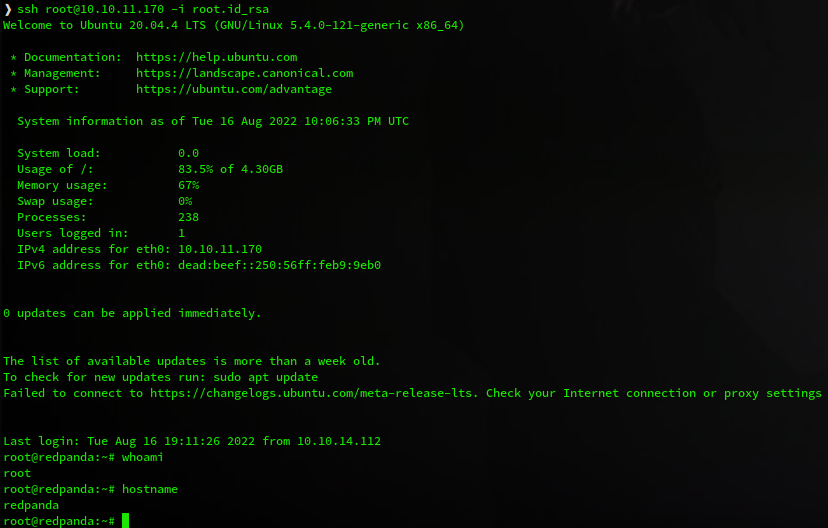 ❯ ssh root@10.10.11.170 -i root.id_rsa
Welcome to Ubuntu 20.04.4 LTS (GNU/Linux 5.4.0-121-generic x86_64)
* Documentation:  https://help.ubuntu.com
* Management:     https://landscape.canonical.com
* Support:        https://ubuntu.com/advantage
System information as of Tue 16 Aug 2022 10:06:33 PM UTC
System load:           0.0
Usage of /:            83.5% of 4.30GB
Memory usage:          67%
Swap usage:            0%
Processes:             238
Users logged in:       1
IPv4 address for eth0: 10.10.11.170
IPv6 address for eth0: dead:beef::250:56ff:feb9:9eb0
0 updates can be applied immediately.
The list of available updates is more than a week old.
To check for new updates run: sudo apt update
Failed to connect to https://changelogs.ubuntu.com/meta-release-lts. Check your Internet connection or proxy settings
Last login: Tue Aug 16 19:11:26 2022 from 10.10.14.112
root@redpanda:~# whoami
root
root@redpanda:~# hostname
redpanda
root@redpanda:~#